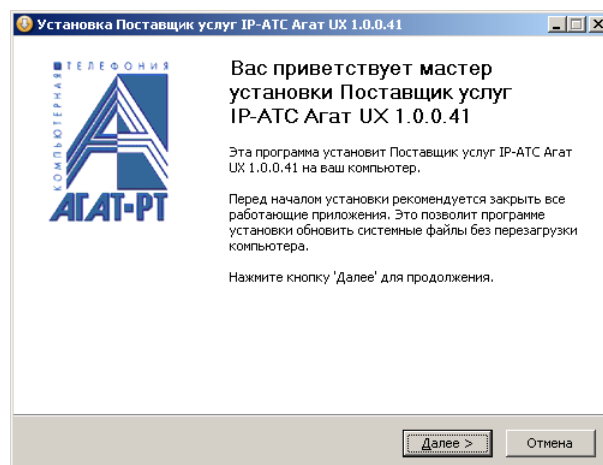 Установка Поставщик услуг IP-АТС Агат UX 1.0.0.41
ТЕЛЕФОНИЯ
КОМПЬЮТЕРНАЯ
АГАТ-РТ
Вас приветствует мастер
установки Поставщик услуг
IP-АТС Агат UX 1.0.0.41
Эта программа установит Поставщик услуг IP-АТС Агат
UX 1.0.0.41 на ваш компьютер.
Перед началом установки рекомендуется закрыть все
работающие приложения. Это позволит программе
установки обновить системные файлы без перезагрузки
компьютера.
Нажмите кнопку 'Далее' для продолжения.
Далее >
Отмена